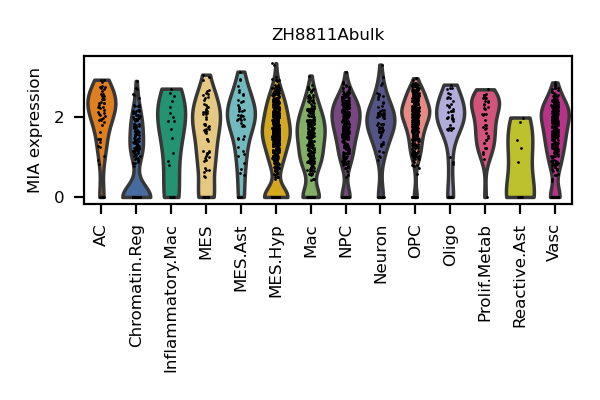 ZH8811Abulk
MIA expression
2
0
AC
Chromatin.Reg
Inflammatory.Mac
MES
MES.Ast
MES.Hyp
Mac
NPC
Neuron
OPC
Oligo
Prolif.Metab
Reactive.Ast
Vasc